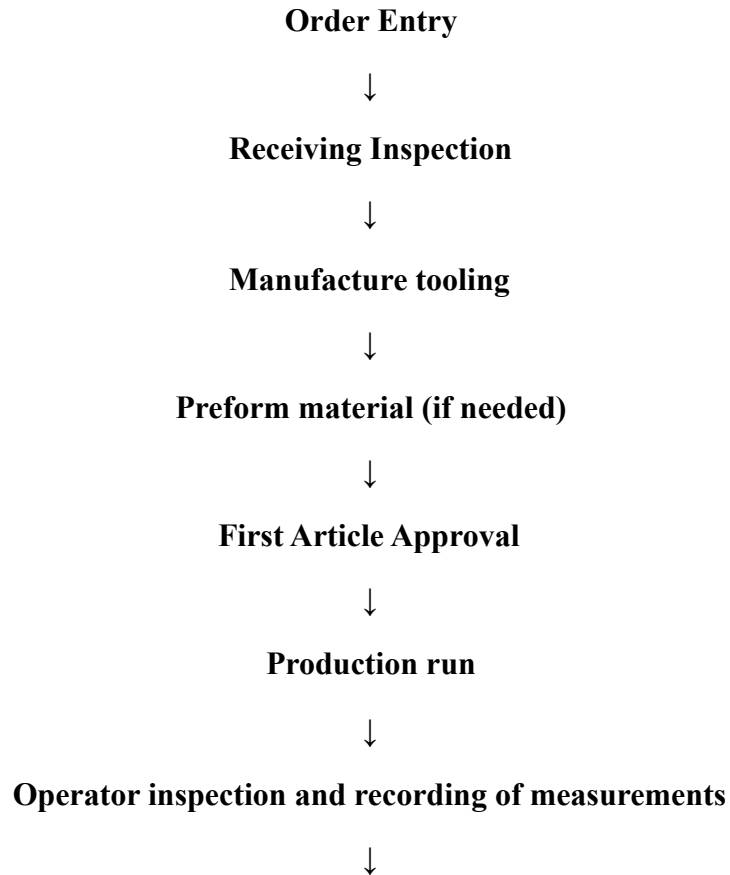 Order Entry
↓
Receiving Inspection
↓
Manufacture tooling
↓
Preform material (if needed)
↓
First Article Approval
↓
Production run
↓
Operator inspection and recording of measurements
↓